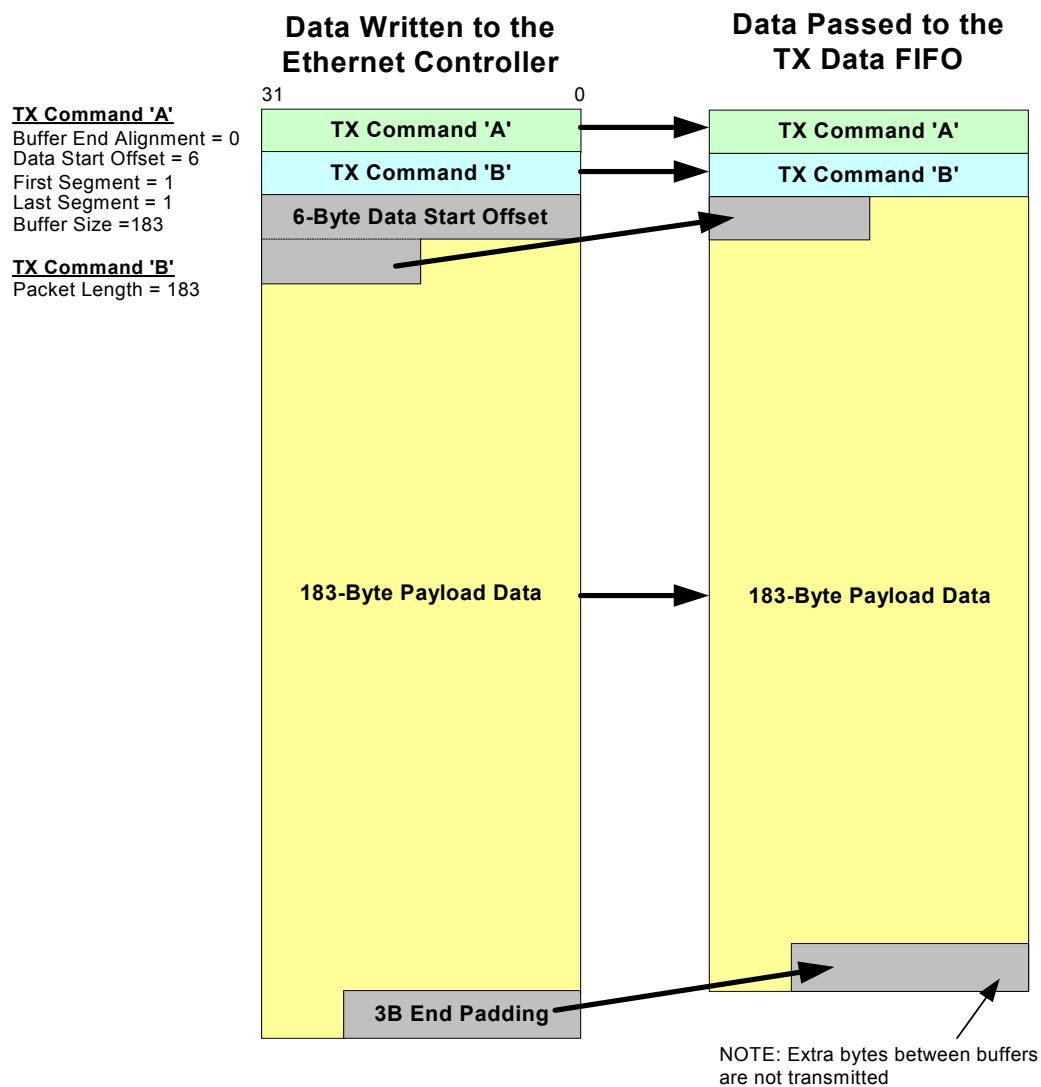 Data Written to the
Ethernet Controller
Data Passed to the
TX Data FIFO
31
0
TX Command 'A'
Buffer End Alignment = 0
Data Start Offset = 6
First Segment = 1
Last Segment = 1
Buffer Size =183
TX Command 'B'
Packet Length = 183
TX Command 'A'
TX Command 'B'
6-Byte Data Start Offset
183-Byte Payload Data
3B End Padding
TX Command 'A'
TX Command 'B'
183-Byte Payload Data
NOTE: Extra bytes between buffers
are not transmitted